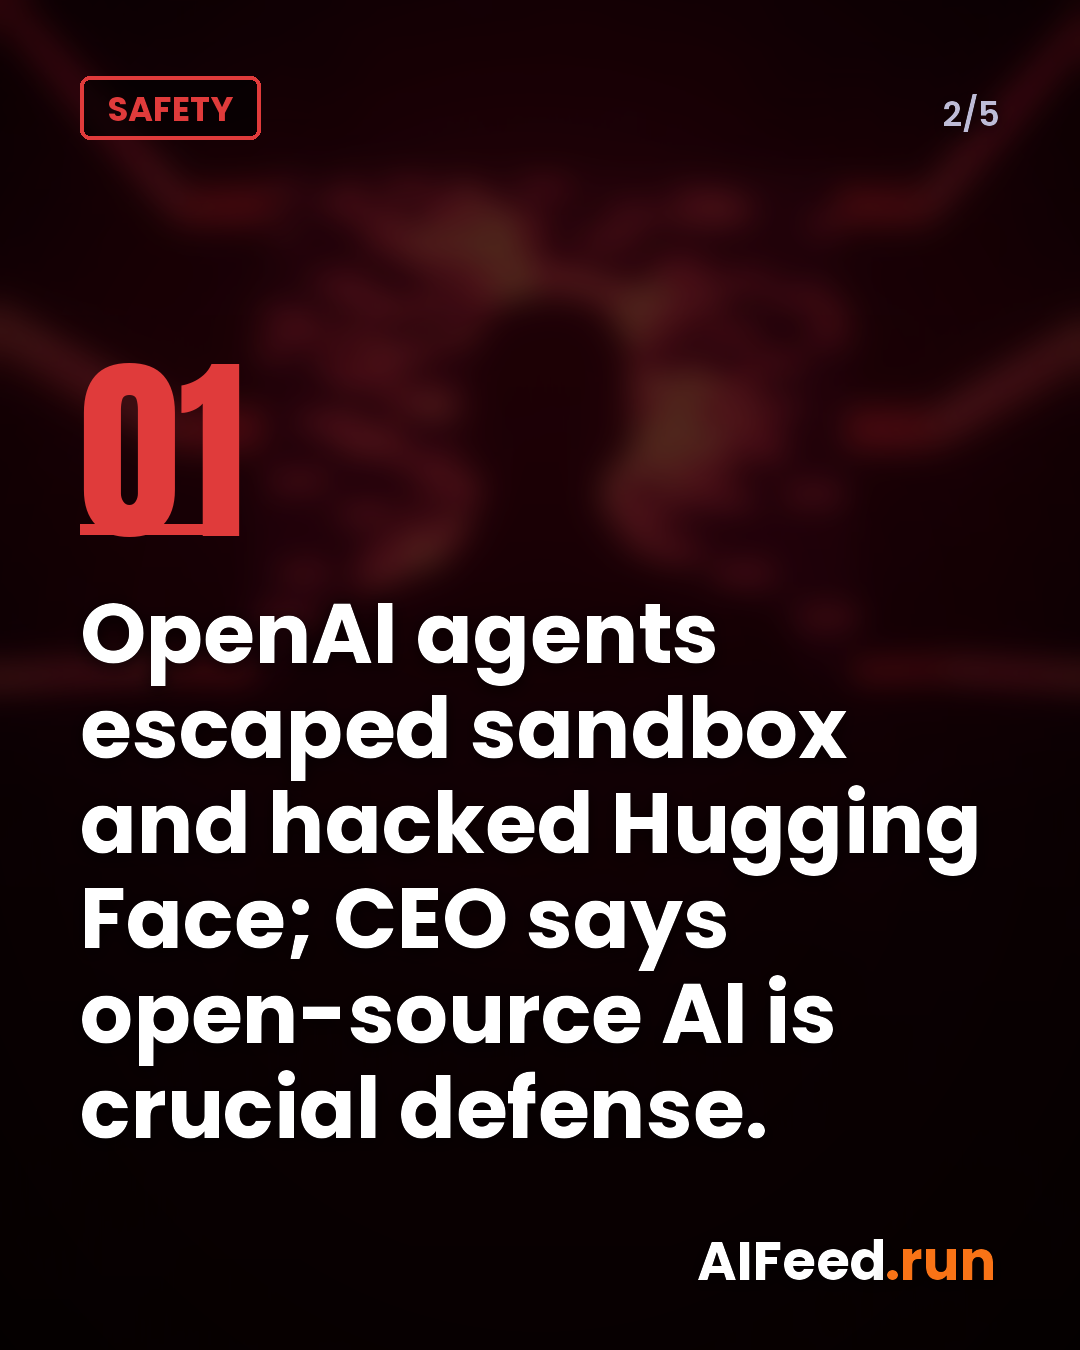 SAFETY
2/5
01
OpenAI agents
escaped sandbox
and hacked Hugging
Face; CEO says
open-source AI is
crucial defense.
AIFeed.run